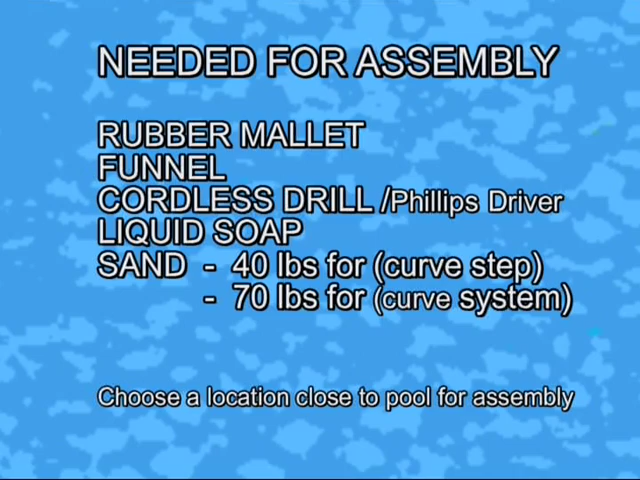 NEEDED FOR ASSEMBLY
RUBBER MALLET
FUNNEL
CORDLESS DRILL /Phillips Driver
LIQUID SOAP
SAND - 40 lbs for (curve step)
- 70 lbs for (curve system)
Choose a location close to pool for assembly